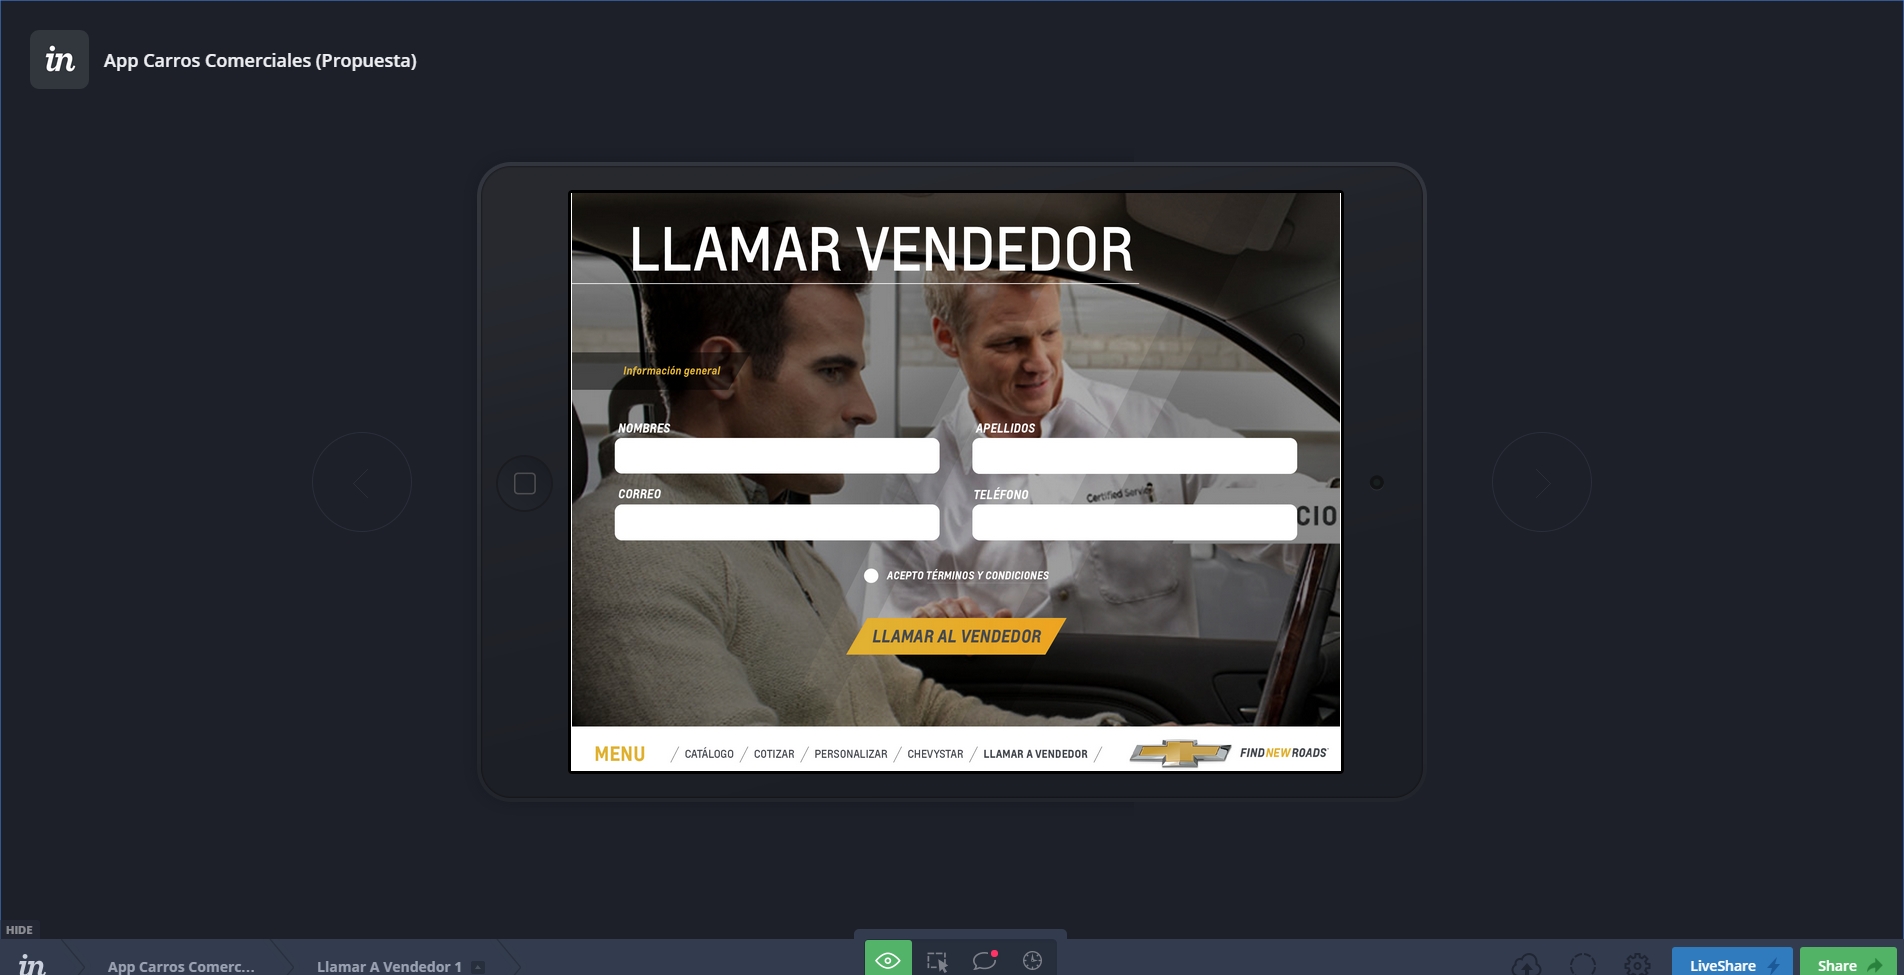 in
App Carros Comerciales (Propuesta)
LLAMAR VENDEDOR
Información general
NOMBRES
APELLIDOS
CORREO
TELÉFONO
Certified Service
CIO
ACEPTO TÉRMINOS Y CONDICIONES
LLAMAR AL VENDEDOR
MENU / CATÁLOGO / COTIZAR / PERSONALIZAR / CHEVYSTAR / LLAMAR A VENDEDOR /
FIND NEW ROADS
HIDE
in
App Carros Comerc...
Llamar A Vendedor 1
LiveShare
Share